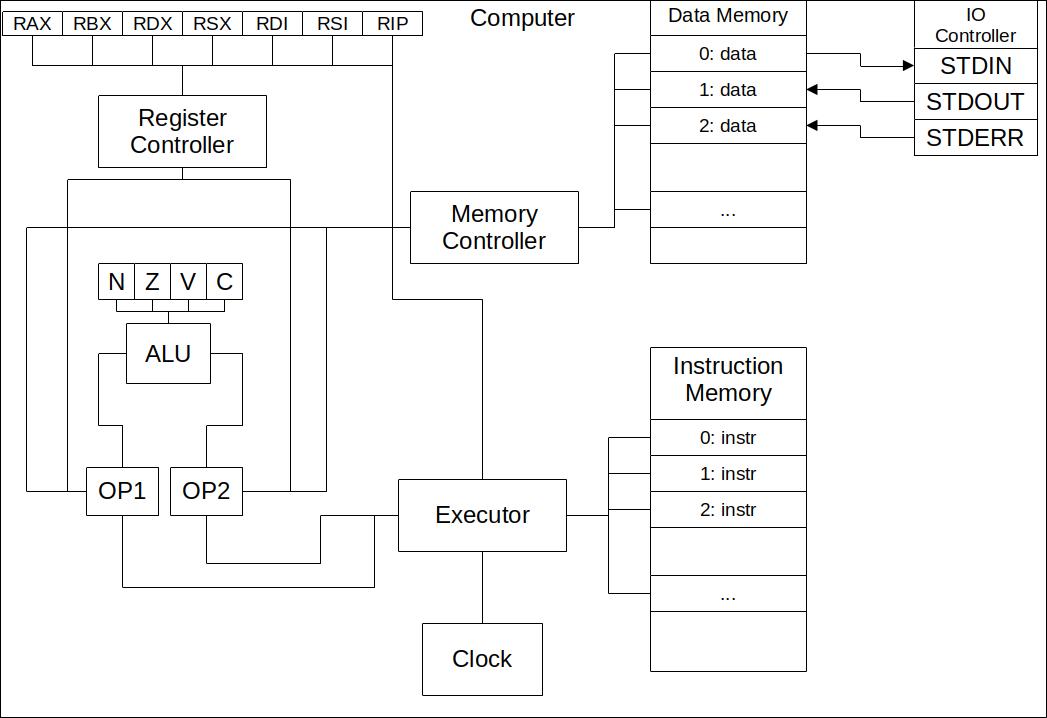 RAX RBX RDX RSX RDI RSI RIP
Computer
Data Memory
0: data
1: data
2: data
...
IO
Controller
STDIN
STDOUT
STDERR
Register
Controller
Memory
Controller
N Z V C
ALU
OP1 OP2
Executor
Clock
Instruction
Memory
0: instr
1: instr
2: instr
...